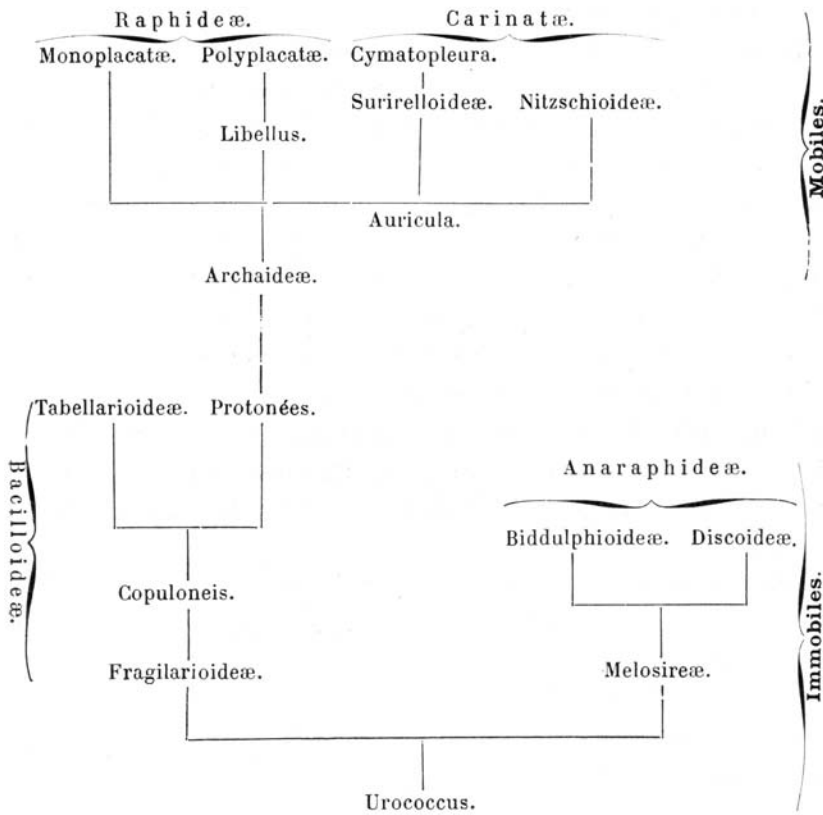 Raphideæ. Carinatæ.
Monoplacatæ. Polyplacatæ. Cymatopleura.
Surirelloideæ. Nitzschioideæ.
Libellus.
Mobiles.
Auricula.
Archaideæ.
Tabellarioideæ. Protonées.
Bacilloideæ.
Anaraphideæ.
Biddulphioideæ. Discoideæ.
Copuloneis.
Immobiles.
Fragilarioideæ. Melosireæ.
Urococcus.